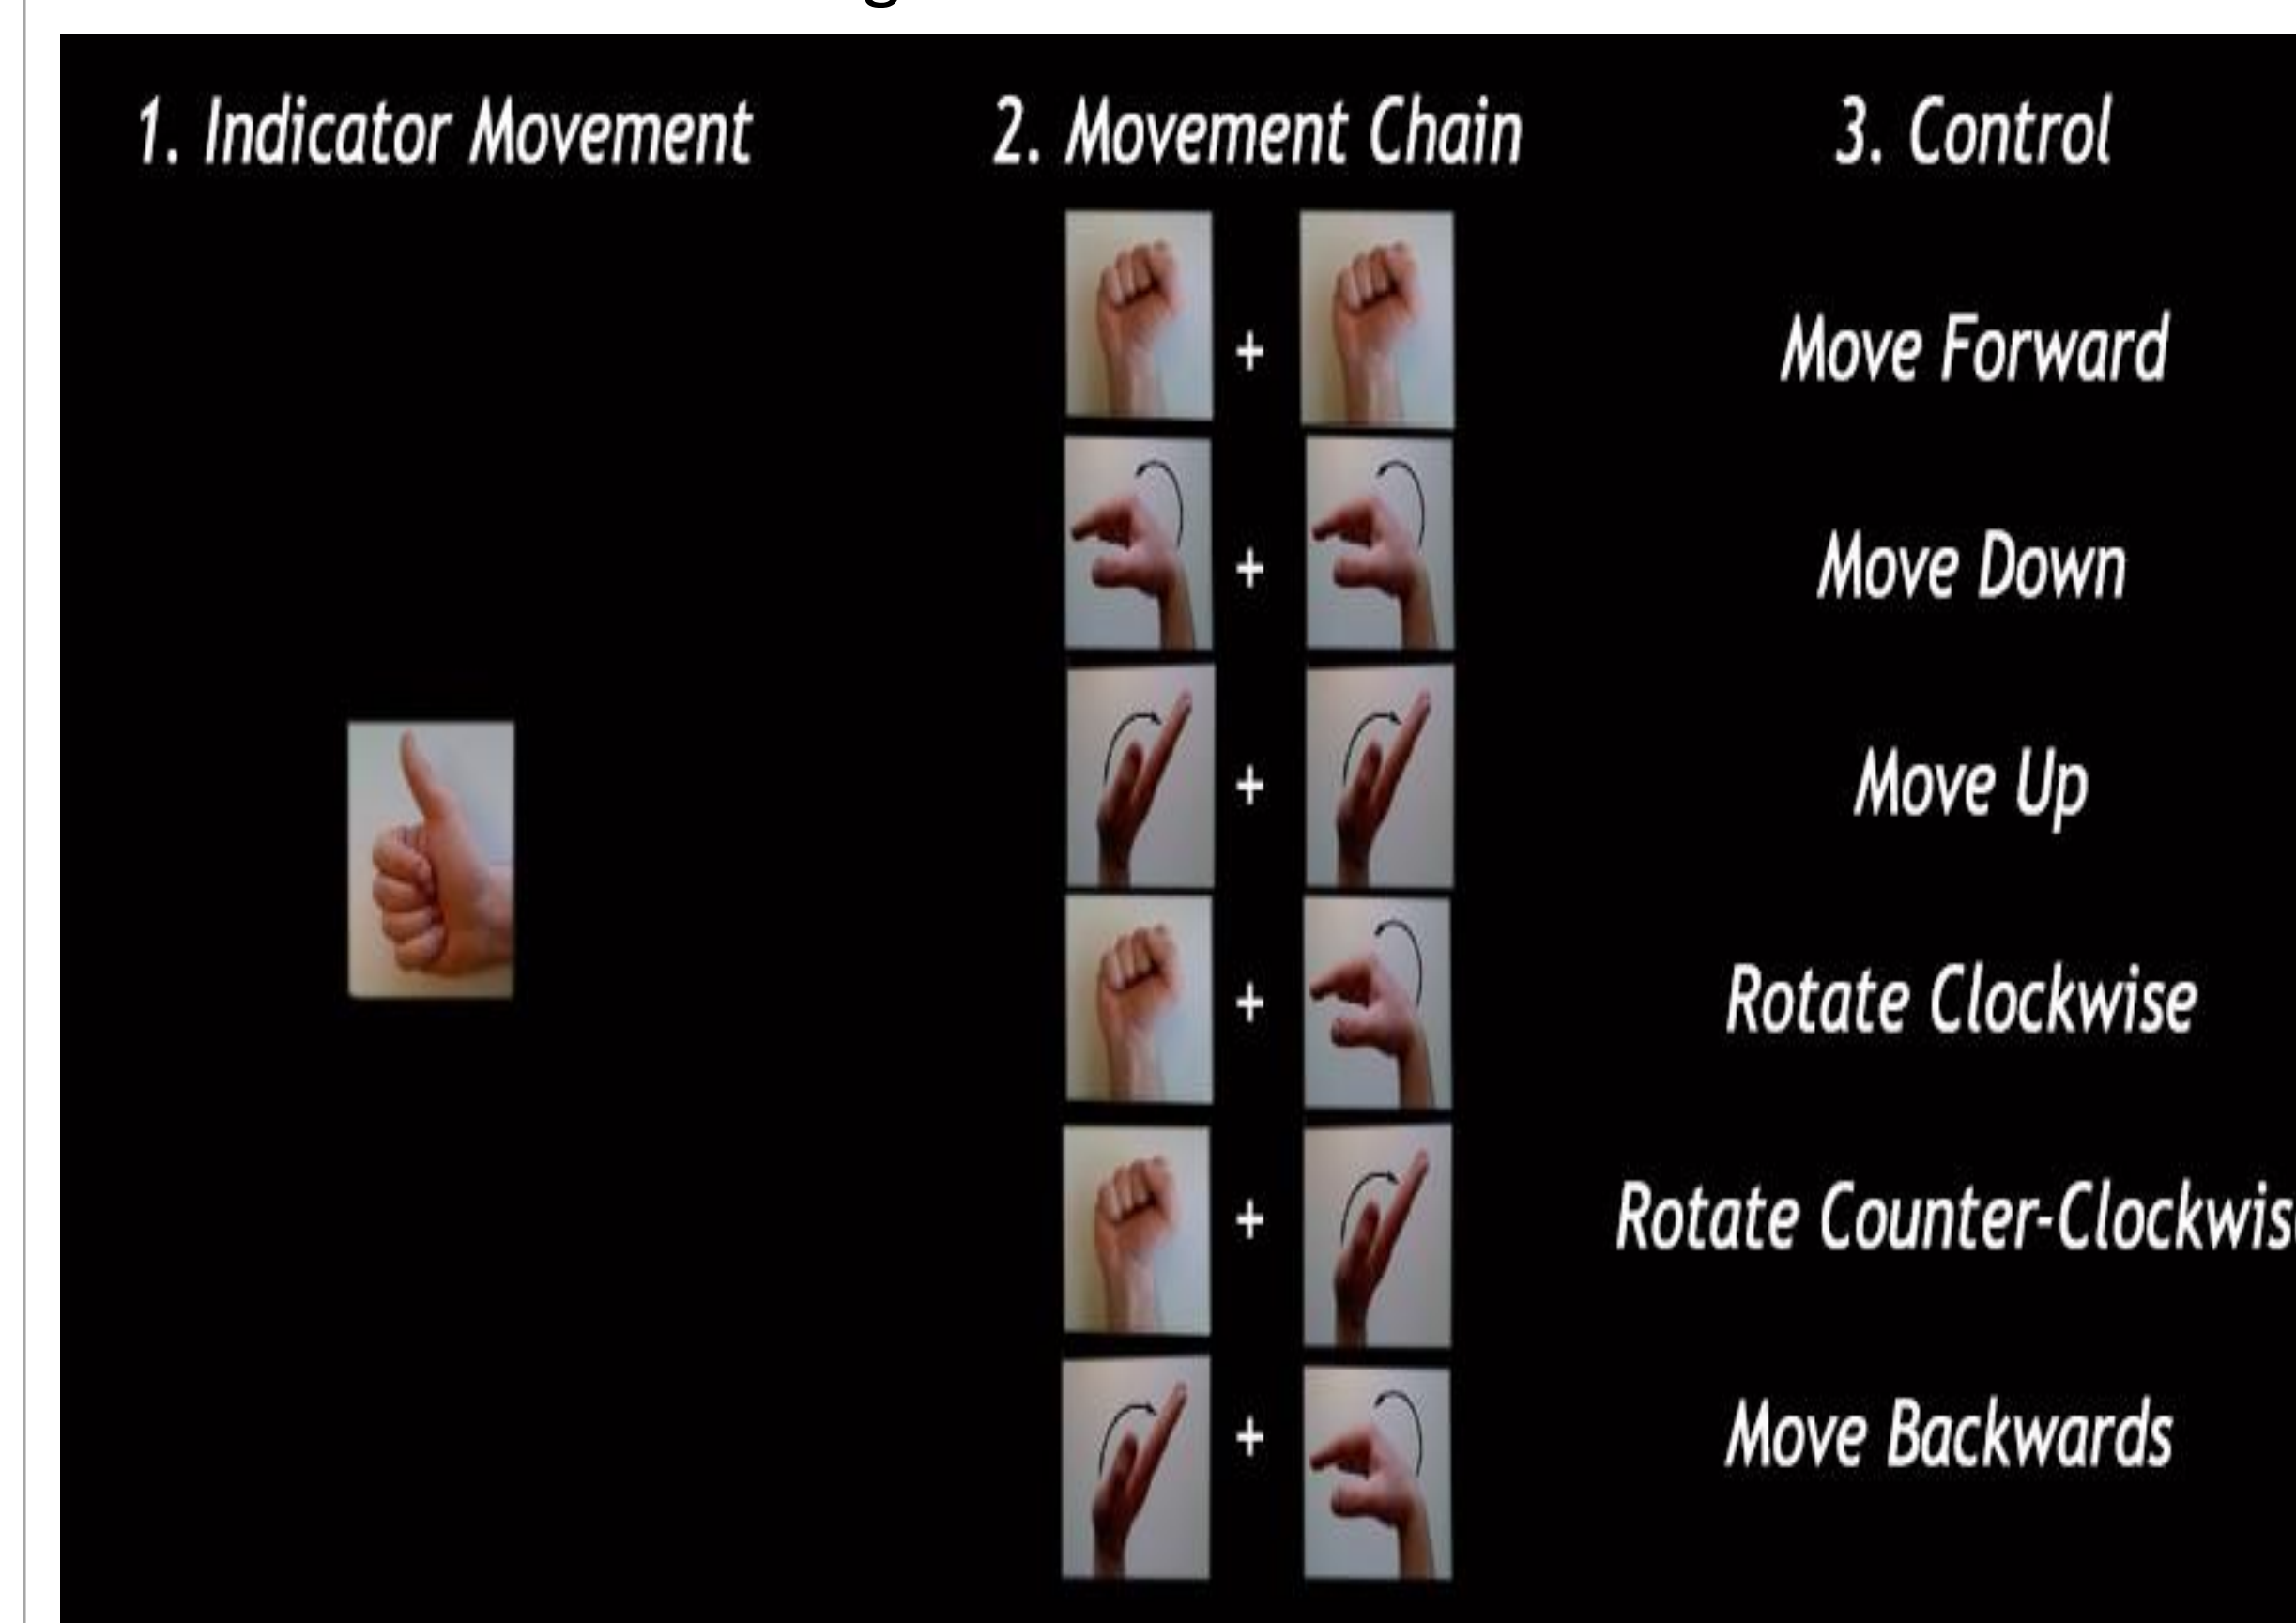 1. Indicator Movement
2. Movement Chain
3. Control
+
Move Forward
+
Move Down
+
Move Up
+
Rotate Clockwise
+
Rotate Counter-Clockwis
+
Move Backwards